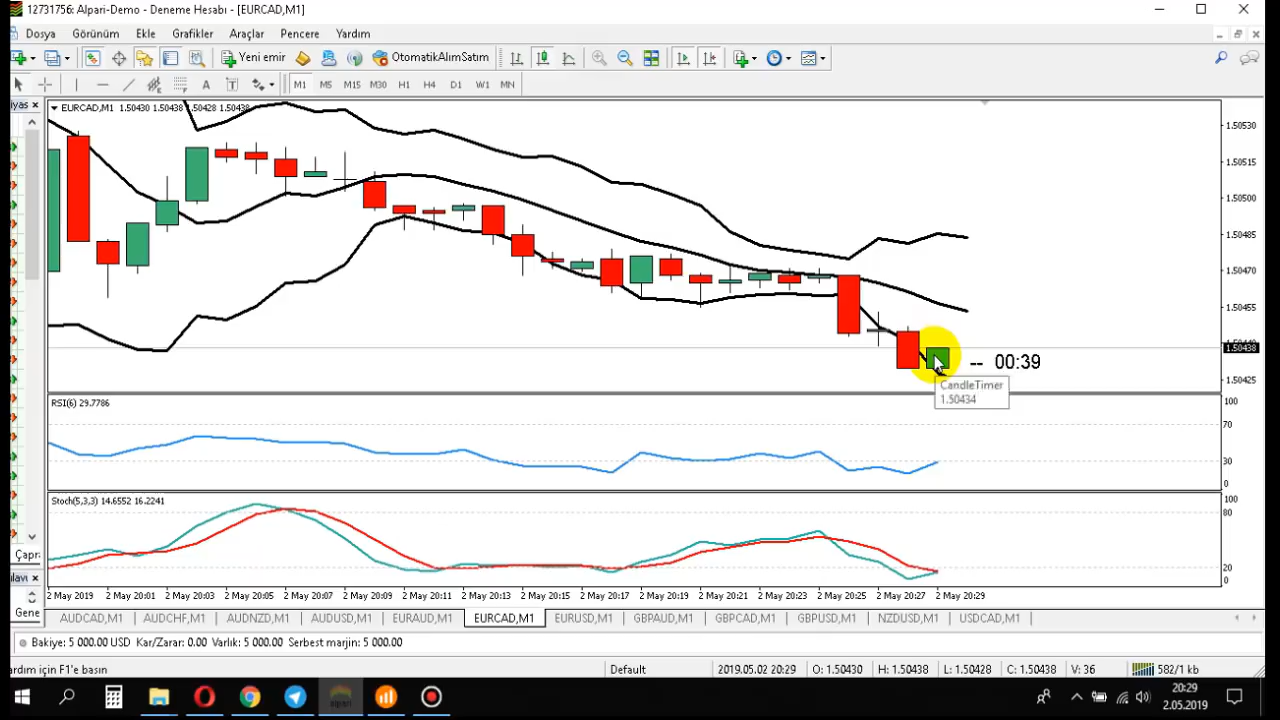 12731756: Alpari-Demo - Deneme Hesabı - [EURCAD,M1]
Dosya Görünüm Ekle Grafikler Araçlar Pencere Yardım
Yeni emir OtomatikAlımSatım
A T M1 M5 M15 M30 H1 H4 D1 W1 MN
EURCAD,M1 1.50430 1.50438 1.50428 1.50438
1.50530
1.50515
1.50500
1.50485
1.50470
1.50455
1.50438
1.50425
-- 00:39
CandleTimer
1.50434
RSI(6) 29.7786
100
70
30
0
Stoch(5,3,3) 14.6552 16.2241
100
80
20
0
2 May 2019 2 May 20:01 2 May 20:03 2 May 20:05 2 May 20:07 2 May 20:09 2 May 20:11 2 May 20:13 2 May 20:15 2 May 20:17 2 May 20:19 2 May 20:21 2 May 20:23 2 May 20:25 2 May 20:27 2 May 20:29
AUDCAD,M1 AUDCHF,M1 AUDNZD,M1 AUDUSD,M1 EURAUD,M1 EURCAD,M1 EURUSD,M1 GBPAUD,M1 GBPCAD,M1 GBPUSD,M1 NZDUSD,M1 USDCAD,M1
Gene
Bakiye: 5 000.00 USD Kar/Zarar: 0.00 Varlık: 5 000.00 Serbest marjin: 5 000.00
ardım için F1'e basın Default 2019.05.02 20:29 O: 1.50430 H: 1.50438 L: 1.50428 C: 1.50438 V: 36 582/1 kb
20:29
2.05.2019